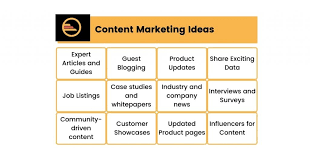 Content Marketing Ideas
Expert
Articles and
Guides
Guest
Blogging
Product
Updates
Share Exciting
Data
Job Listings
Case studies
and
whitepapers
Industry and
company
news
Interviews and
Surveys
Community-
driven
content
Customer
Showcases
Updated
Product pages
Influencers for
Content